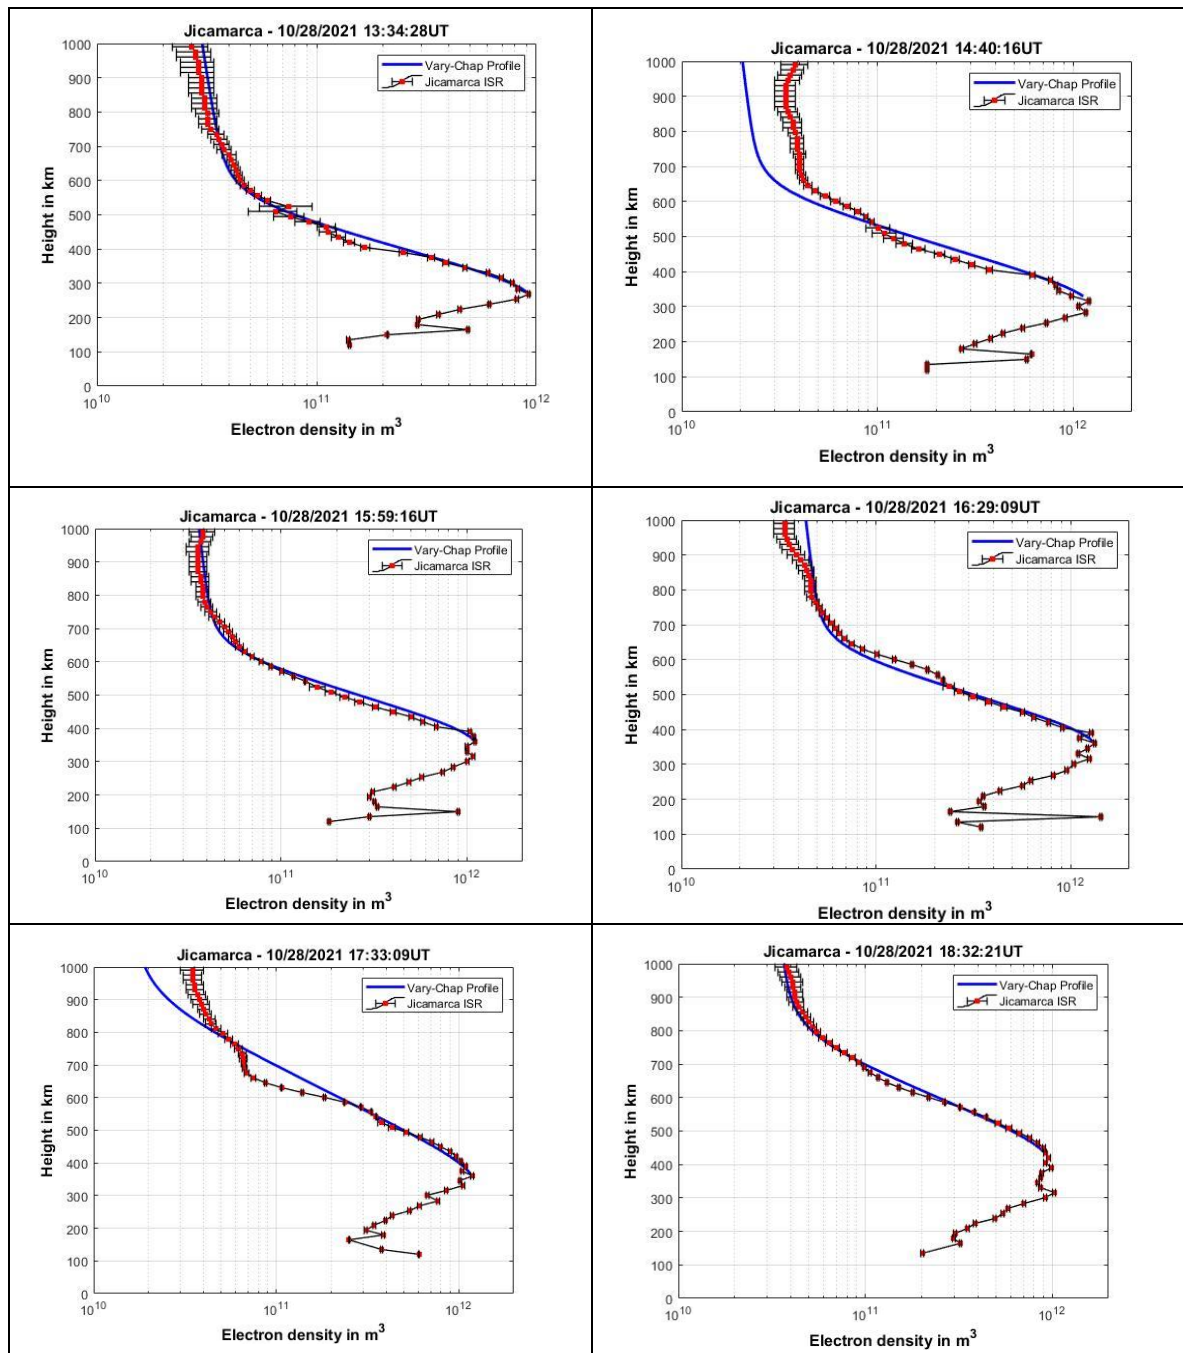 Jicamarca - 10/28/2021 13:34:28UT
1000
900
800
700
600
500
400
300
200
100
0
Height in km
Vary-Chap Profile
Jicamarca ISR
10^10
10^11
10^12
Electron density in m^3
Jicamarca - 10/28/2021 14:40:16UT
1000
900
800
700
600
500
400
300
200
100
0
Height in km
Vary-Chap Profile
Jicamarca ISR
10^10
10^11
10^12
Electron density in m^3
Jicamarca - 10/28/2021 15:59:16UT
1000
900
800
700
600
500
400
300
200
100
0
Height in km
Vary-Chap Profile
Jicamarca ISR
10^10
10^11
10^12
Electron density in m^3
Jicamarca - 10/28/2021 16:29:09UT
1000
900
800
700
600
500
400
300
200
100
0
Height in km
Vary-Chap Profile
Jicamarca ISR
10^10
10^11
10^12
Electron density in m^3
Jicamarca - 10/28/2021 17:33:09UT
1000
900
800
700
600
500
400
300
200
100
0
Height in km
Vary-Chap Profile
Jicamarca ISR
10^10
10^11
10^12
Electron density in m^3
Jicamarca - 10/28/2021 18:32:21UT
1000
900
800
700
600
500
400
300
200
100
0
Height in km
Vary-Chap Profile
Jicamarca ISR
10^10
10^11
10^12
Electron density in m^3